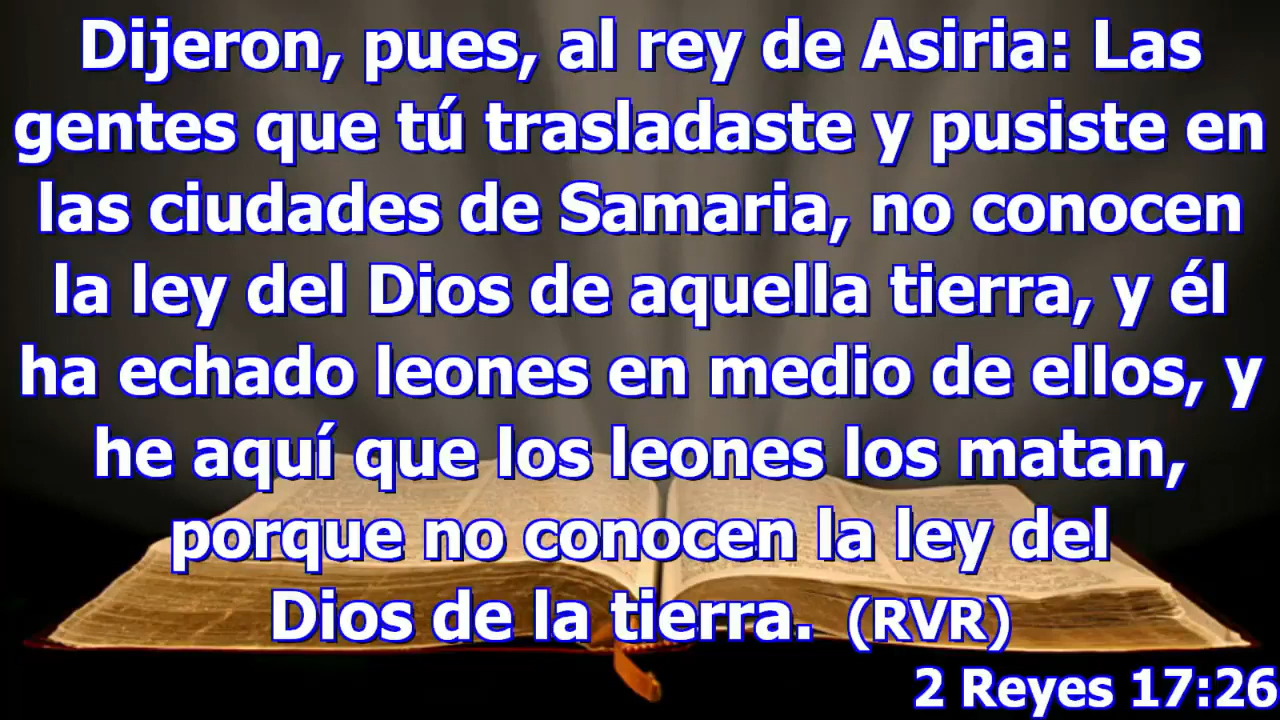 Dijeron, pues, al rey de Asiria: Las
gentes que tú trasladaste y pusiste en
las ciudades de Samaria, no conocen
la ley del Dios de aquella tierra, y él
ha echado leones en medio de ellos, y
he aquí que los leones los matan,
porque no conocen la ley del
Dios de la tierra. (RVR)
2 Reyes 17:26